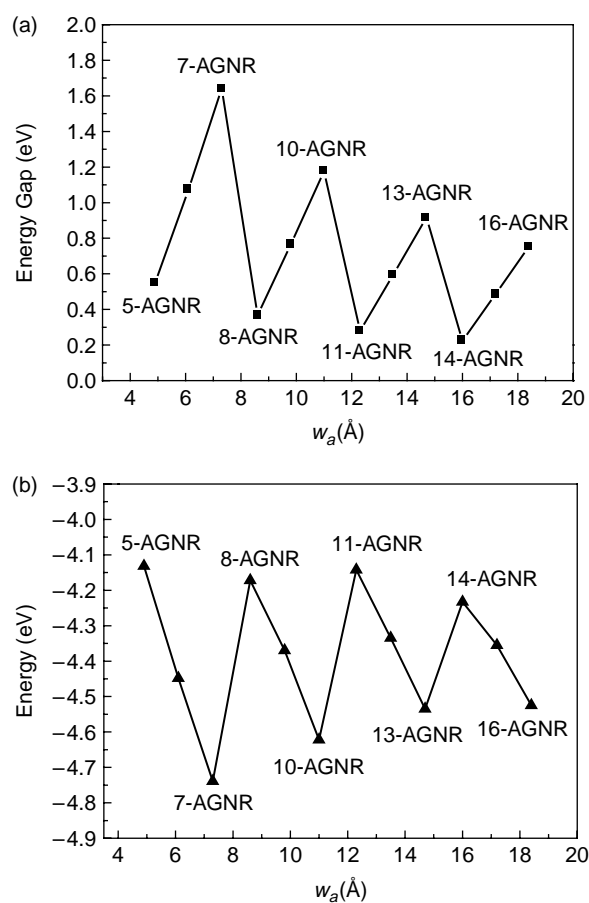 (a)
2.0
1.8
1.6
1.4
1.2
1.0
0.8
0.6
0.4
0.2
0.0
Energy Gap (eV)
7-AGNR
10-AGNR
13-AGNR
16-AGNR
5-AGNR
8-AGNR
11-AGNR
14-AGNR
4 6 8 10 12 14 16 18 20
wₐ(Å)
(b)
−3.9
−4.0
−4.1
−4.2
−4.3
−4.4
−4.5
−4.6
−4.7
−4.8
−4.9
Energy (eV)
5-AGNR
8-AGNR
11-AGNR
14-AGNR
7-AGNR
10-AGNR
13-AGNR
16-AGNR
4 6 8 10 12 14 16 18 20
wₐ(Å)